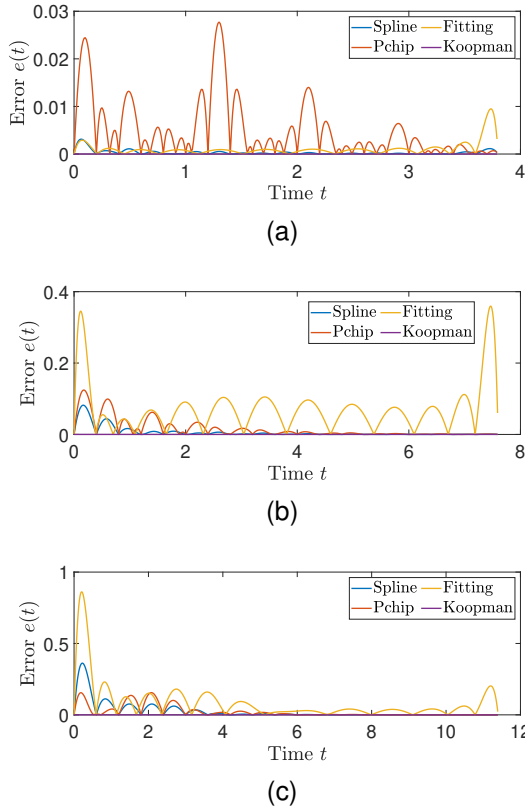 0.03
0.02
0.01
0
Error e(t)
Spline Fitting
Pchip Koopman
0 1 2 3 4
Time t
(a)
0.4
0.2
0
Error e(t)
Spline Fitting
Pchip Koopman
0 2 4 6 8
Time t
(b)
1
0.5
0
Error e(t)
Spline Fitting
Pchip Koopman
0 2 4 6 8 10 12
Time t
(c)